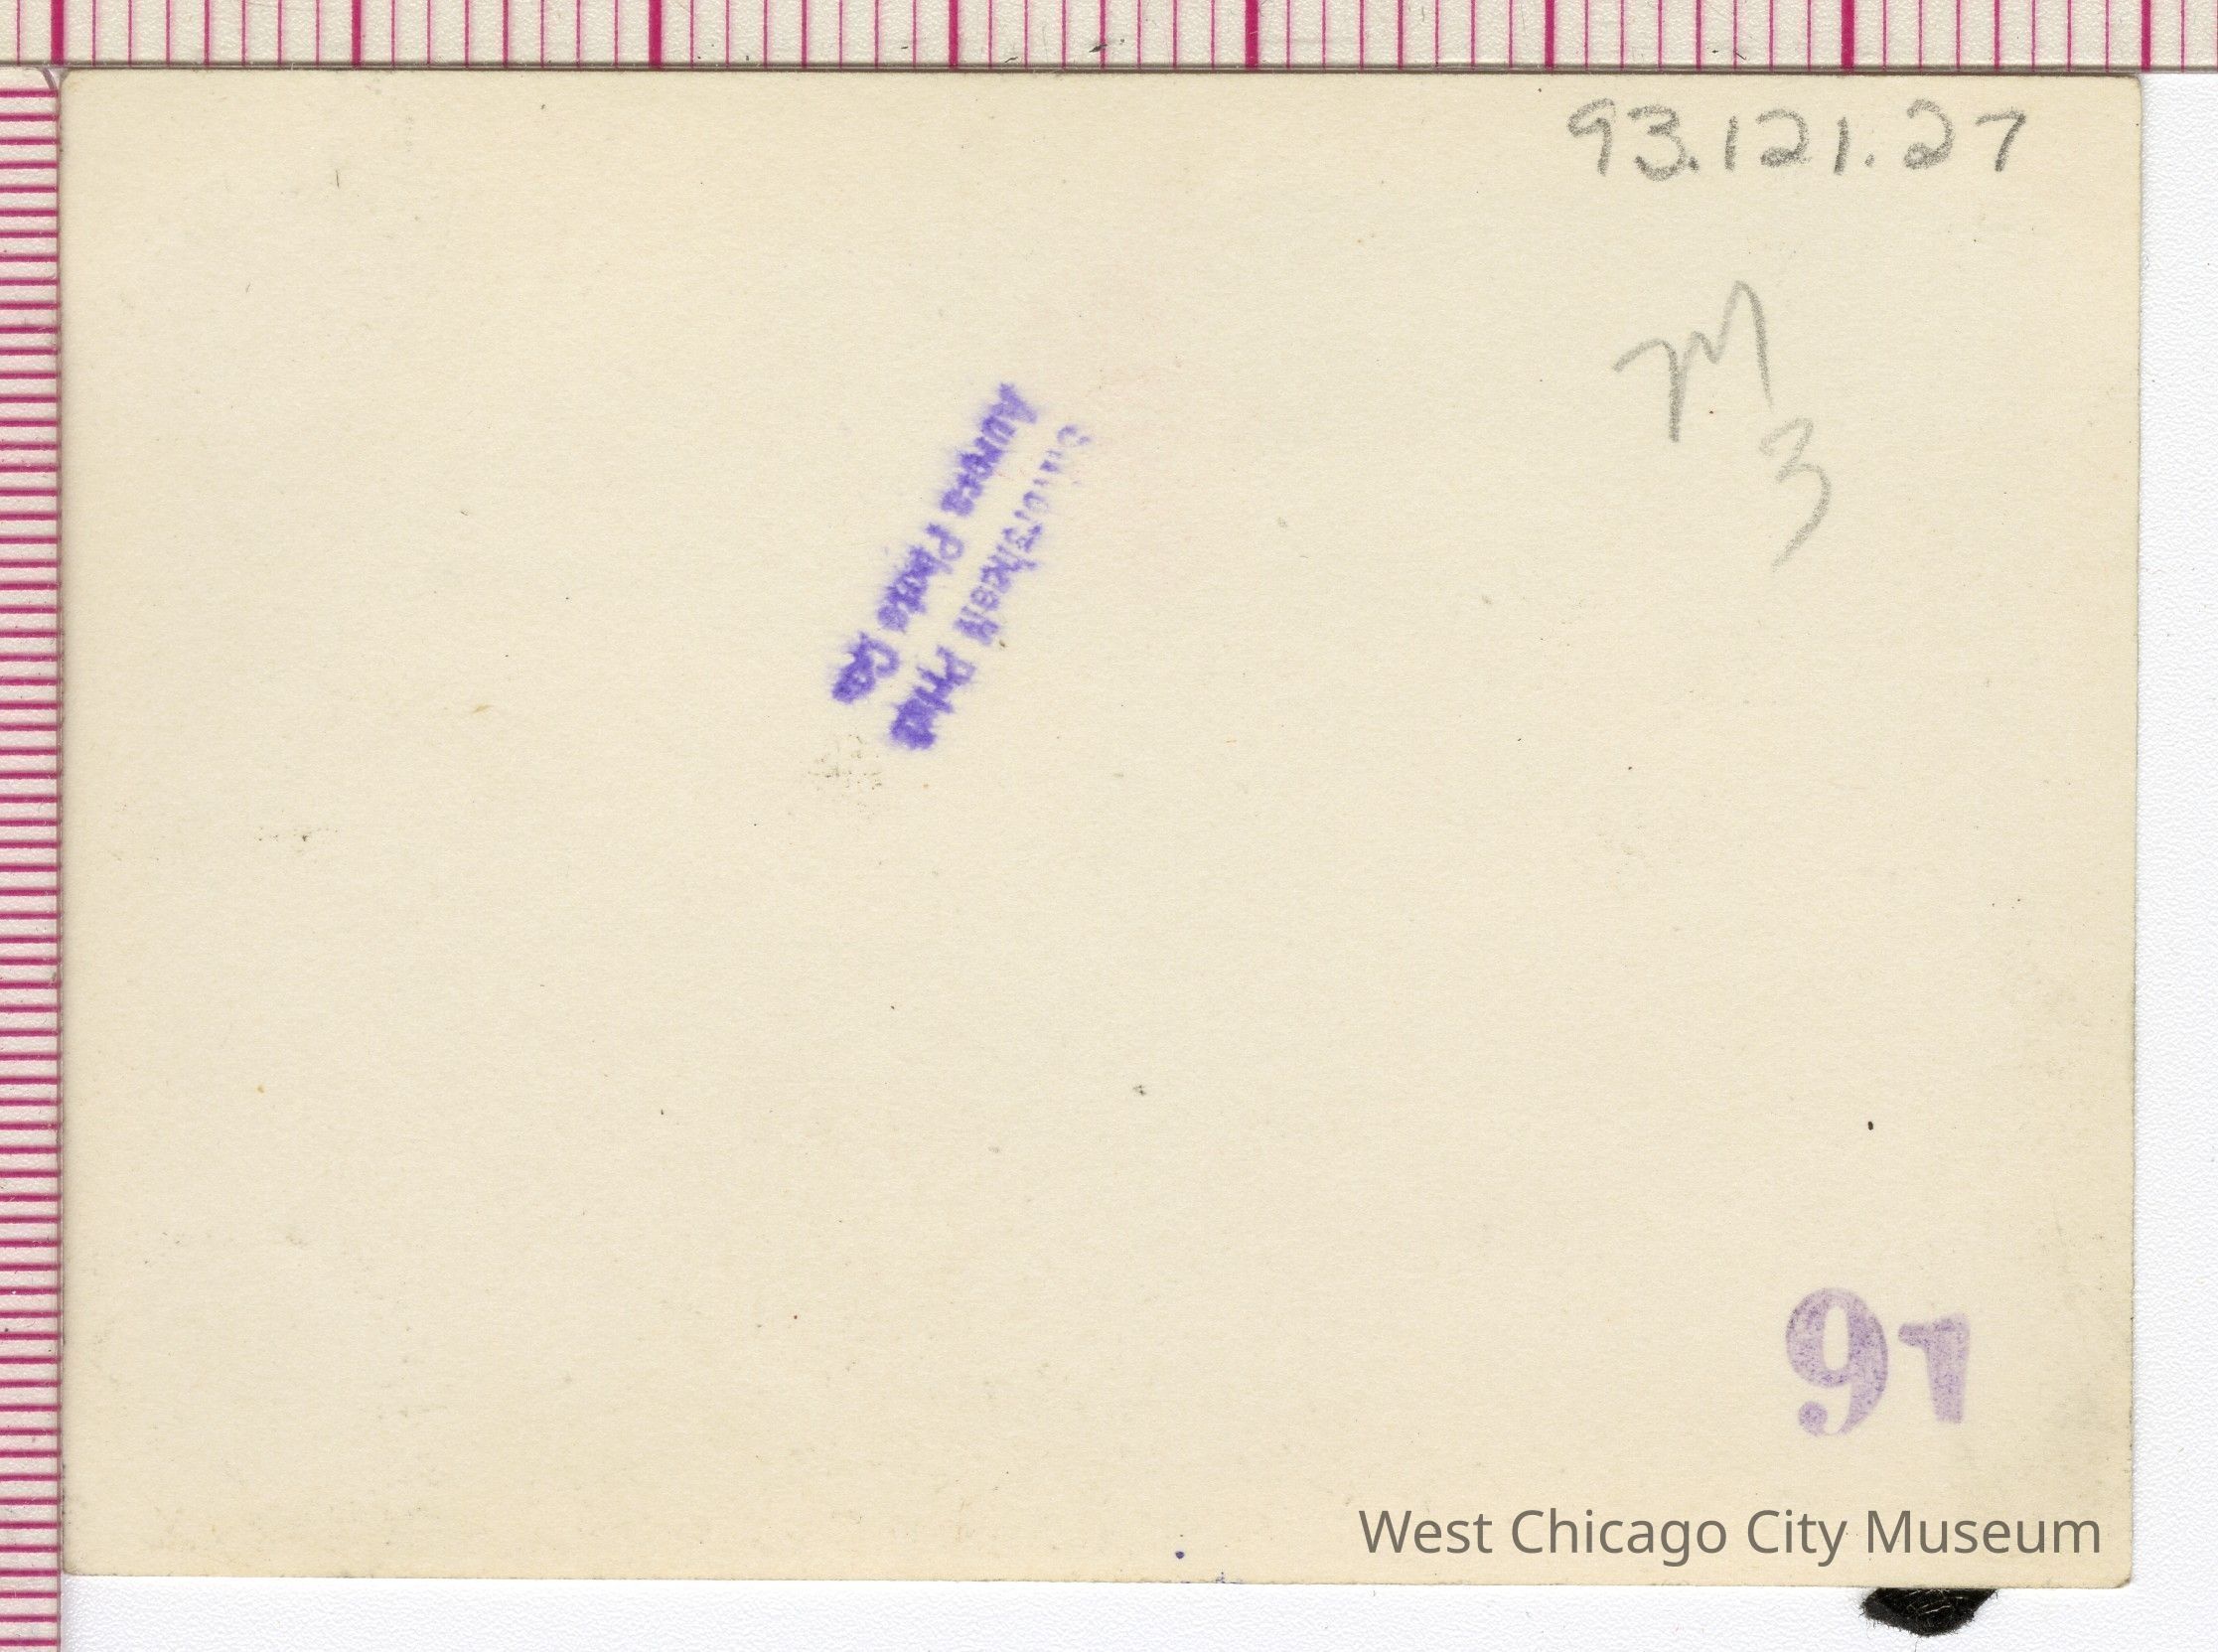 93.121.27
M
3
Aurora Photo Co
91
West Chicago City Museum